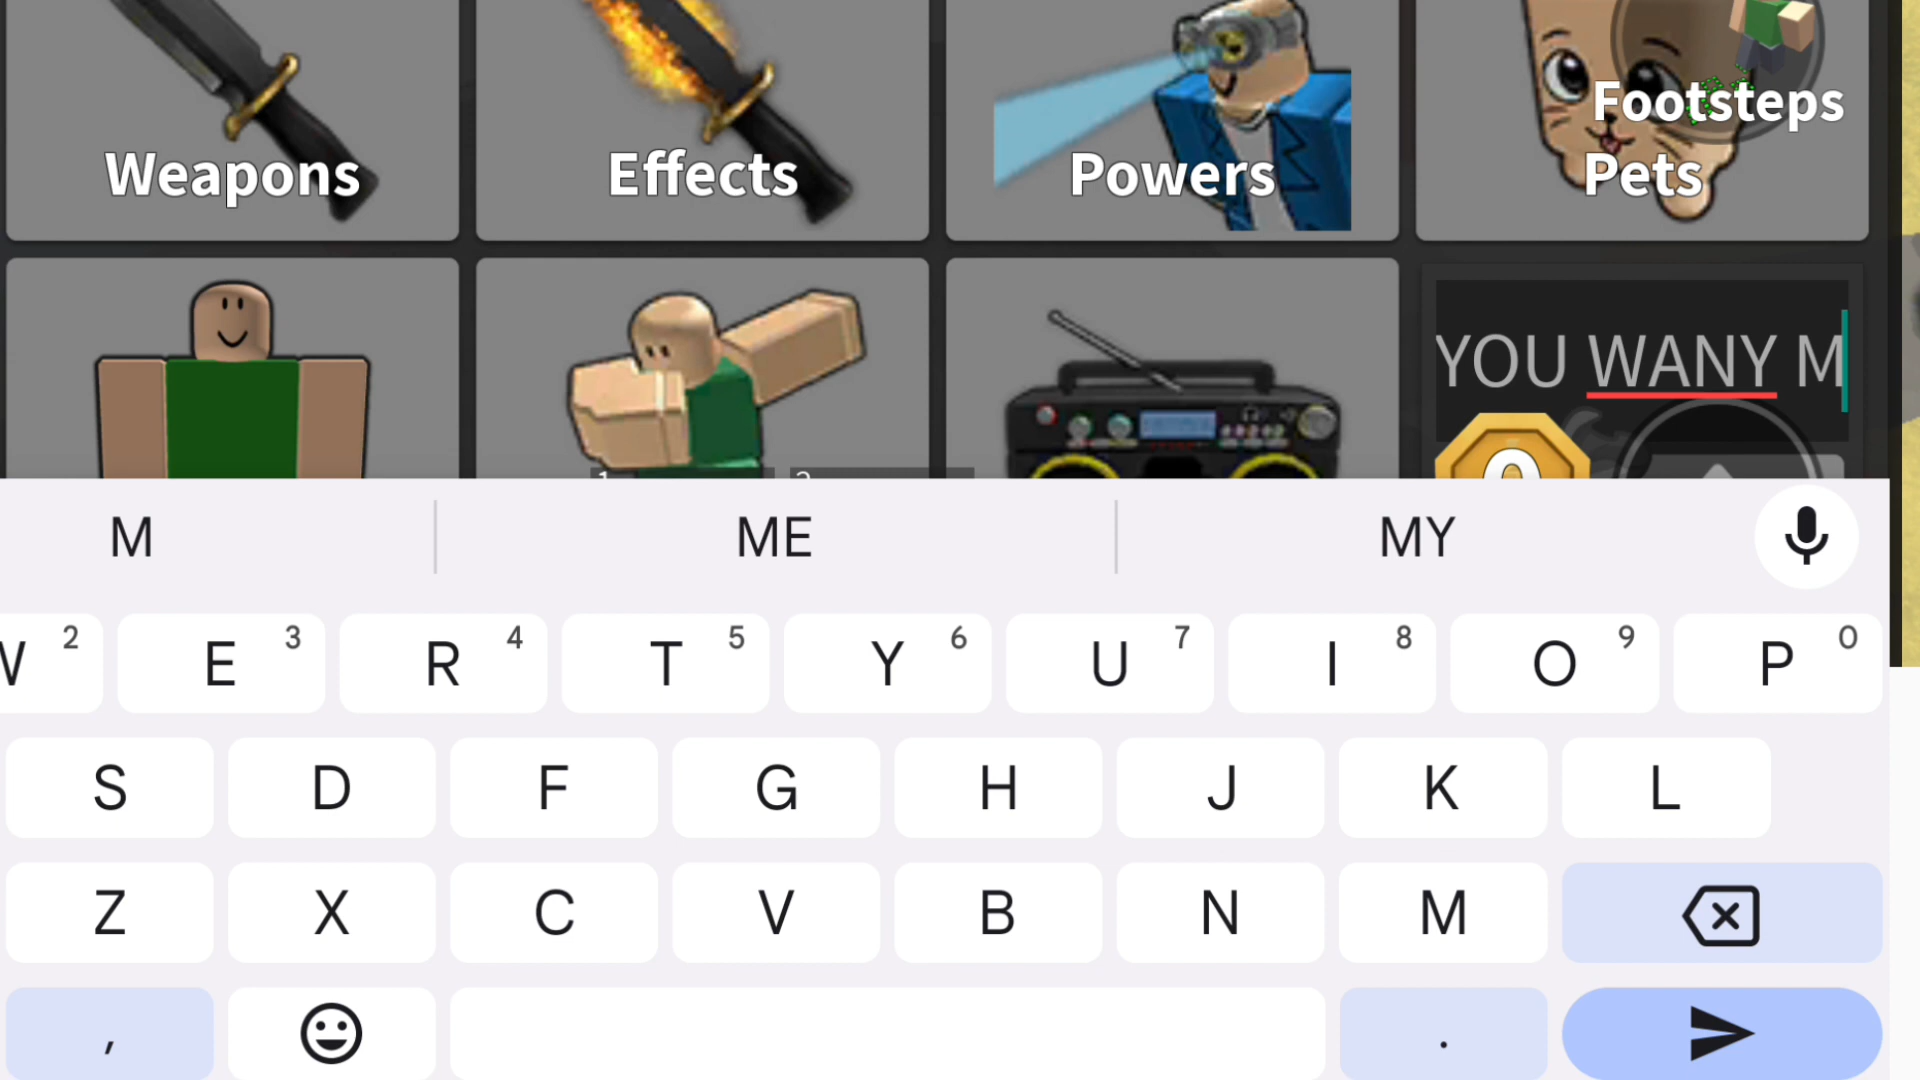 Footsteps
Weapons
Effects
Powers
Pets
YOU WANY M
M
ME
MY
2
E 3
R 4
T 5
Y 6
U 7
I 8
O 9
P 0
S D F G H J K L
Z X C V B N M
, .